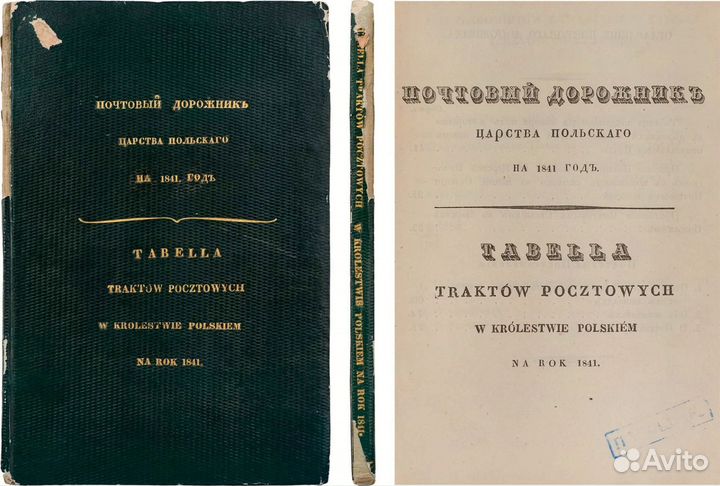 ПОЧТОВЫЙ ДОРОЖНИКЪ
ЦАРСТВА ПОЛЬСКАГО
НА 1841. ГОДЪ
TABELLA
TRAKTÓW POCZTOWYCH
W KRÓLESTWIE POLSKIEM
NA ROK 1841.
TABELLA TRAKTÓW POCZTOWYCH W KRÓLESTWIE POLSKIEM NA ROK 1841.
ПОЧТОВЫЙ ДОРОЖНИКЪ
ЦАРСТВА ПОЛЬСКАГО
НА 1841 ГОДЪ.
TABELLA
TRAKTÓW POCZTOWYCH
W KRÓLESTWIE POLSKIÉM
NA ROK 1841.
Avito